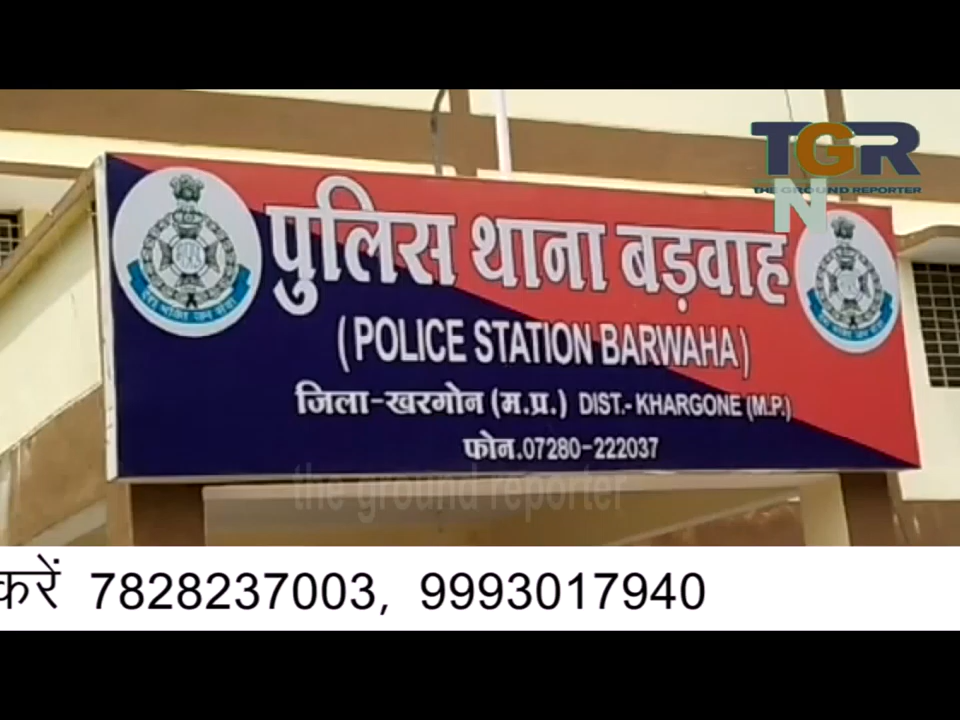 TGR
N
THE GROUND REPORTER
पुलिस थाना बड़वाह
(POLICE STATION BARWAHA)
जिला-खरगोन (म.प्र.) DIST.- KHARGONE (M.P.)
फोन.07280-222037
the ground reporter
करें 7828237003, 9993017940